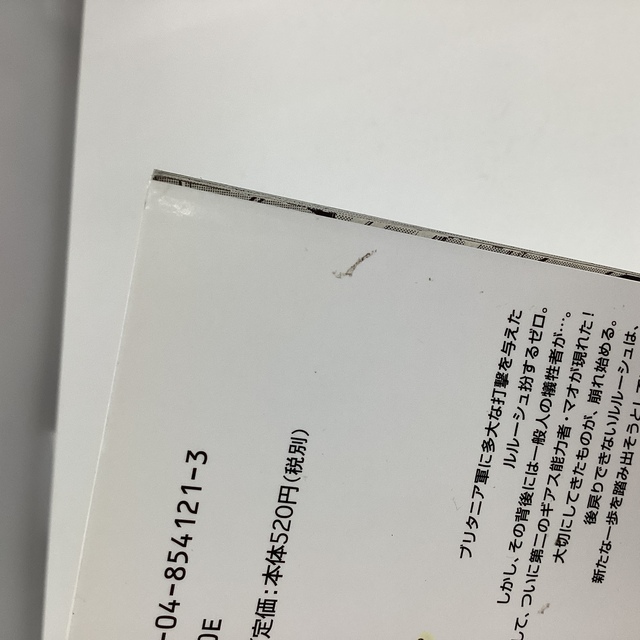 -04-854121-3
0E
定価:本体520円(税別)
ブリタニア軍に多大な打撃を与えた
ルルーシュ扮するゼロ。
しかし、その背後には一般人の犠牲者が…。
して、ついに第二のギアス能力者・マオが現れた!
大切にしてきたものか、崩れ始める。
後戻りできないルルーシュは、
新たな一歩を踏み出そうとし